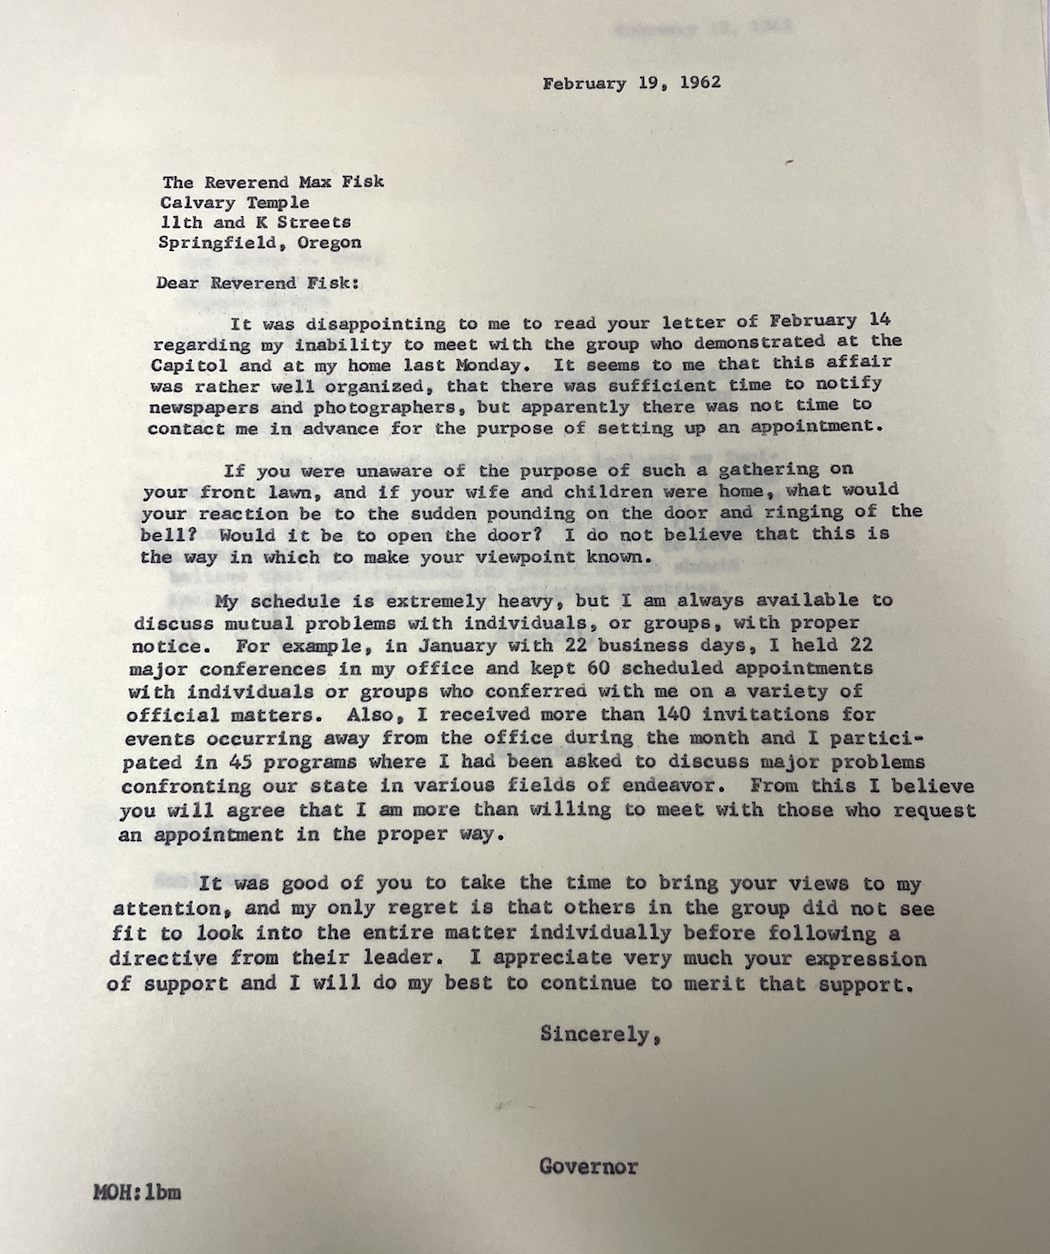 February 19, 1962
The Reverend Max Fisk
Calvary Temple
11th and K Streets
Springfield, Oregon
Dear Reverend Fisk:
It was disappointing to me to read your letter of February 14
regarding my inability to meet with the group who demonstrated at the
Capitol and at my home last Monday. It seems to me that this affair
was rather well organized, that there was sufficient time to notify
newspapers and photographers, but apparently there was not time to
contact me in advance for the purpose of setting up an appointment.
If you were unaware of the purpose of such a gathering on
your front lawn, and if your wife and children were home, what would
your reaction be to the sudden pounding on the door and ringing of the
bell? Would it be to open the door? I do not believe that this is
the way in which to make your viewpoint known.
My schedule is extremely heavy, but I am always available to
discuss mutual problems with individuals, or groups, with proper
notice. For example, in January with 22 business days, I held 22
major conferences in my office and kept 60 scheduled appointments
with individuals or groups who conferred with me on a variety of
official matters. Also, I received more than 140 invitations for
events occurring away from the office during the month and I partici-
pated in 45 programs where I had been asked to discuss major problems
confronting our state in various fields of endeavor. From this I believe
you will agree that I am more than willing to meet with those who request
an appointment in the proper way.
It was good of you to take the time to bring your views to my
attention, and my only regret is that others in the group did not see
fit to look into the entire matter individually before following a
directive from their leader. I appreciate very much your expression
of support and I will do my best to continue to merit that support.
Sincerely,
Governor
MOH:lbm